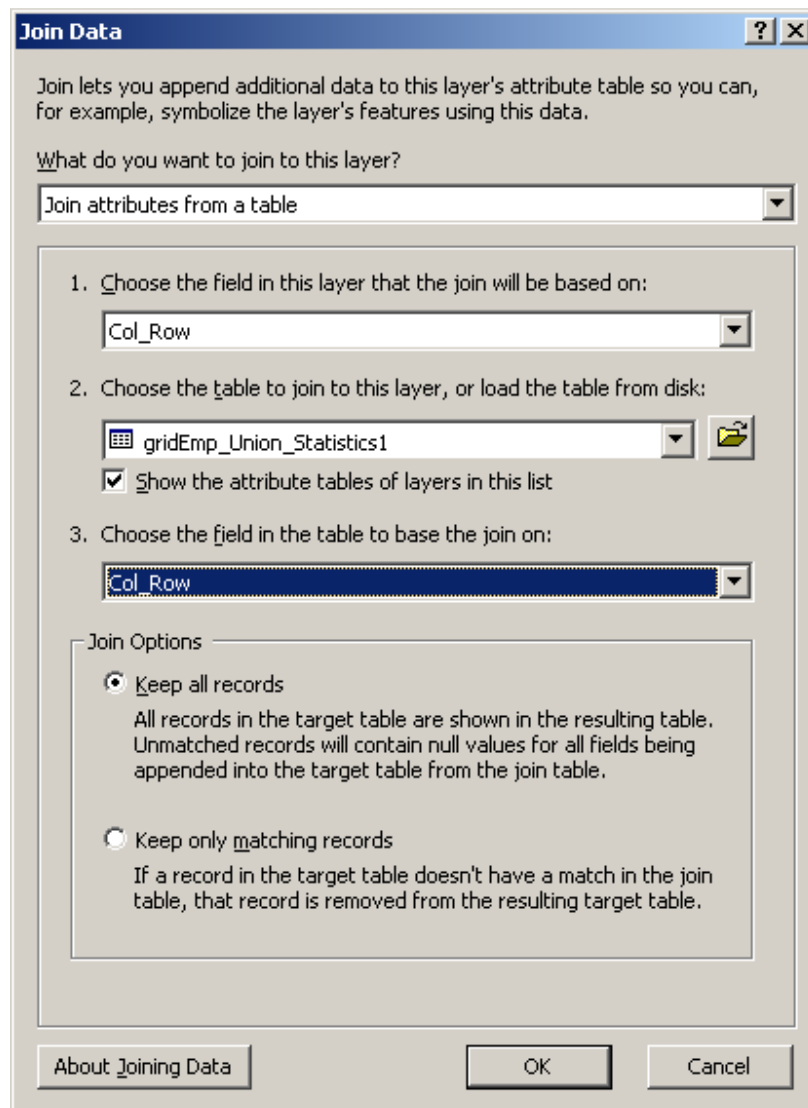 Join Data
Join lets you append additional data to this layer's attribute table so you can,
for example, symbolize the layer's features using this data.
What do you want to join to this layer?
Join attributes from a table
1. Choose the field in this layer that the join will be based on:
Col_Row
2. Choose the table to join to this layer, or load the table from disk:
gridEmp_Union_Statistics1
Show the attribute tables of layers in this list
3. Choose the field in the table to base the join on:
Col_Row
Join Options
Keep all records
All records in the target table are shown in the resulting table.
Unmatched records will contain null values for all fields being
appended into the target table from the join table.
Keep only matching records
If a record in the target table doesn't have a match in the join
table, that record is removed from the resulting target table.
About Joining Data
OK
Cancel